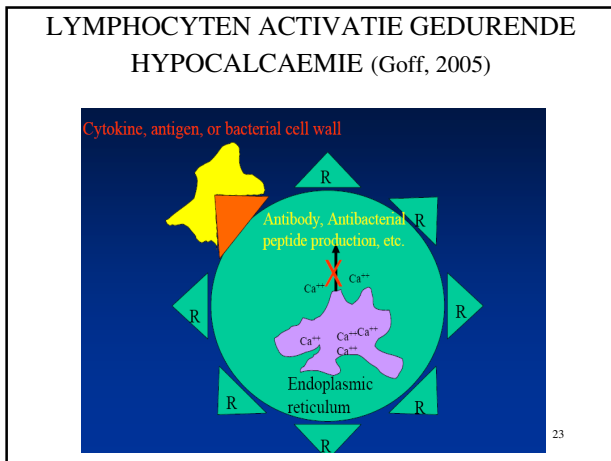 LYMPHOCYTEN ACTIVATIE GEDURENDE
HYPOCALCAEMIE (Goff, 2005)
Cytokine, antigen, or bacterial cell wall
R
Antibody, Antibacterial
R
peptide production, etc.
Ca++
Ca++
R
R
Ca++
Ca++Ca++
Ca++
Endoplasmic
reticulum
R
R
R
23